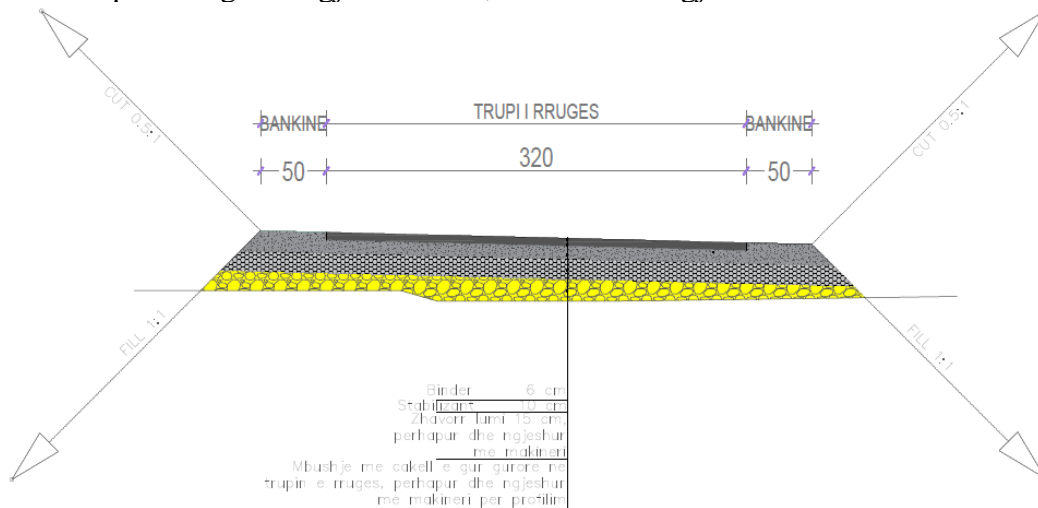 CUT 0.5:1
CUT 0.5:1
BANKINE TRUPI I RRUGES BANKINE
50 320 50
FILL 1:1
FILL 1:1
Binder 6 cm
Stabilizant 10 cm
Zhavorr lumi 15 cm,
perhapur dhe ngjeshur
me makineri
Mbushje me cakell e gur gurore ne
trupin e rruges, perhapur dhe ngjeshur
me makineri per profilim